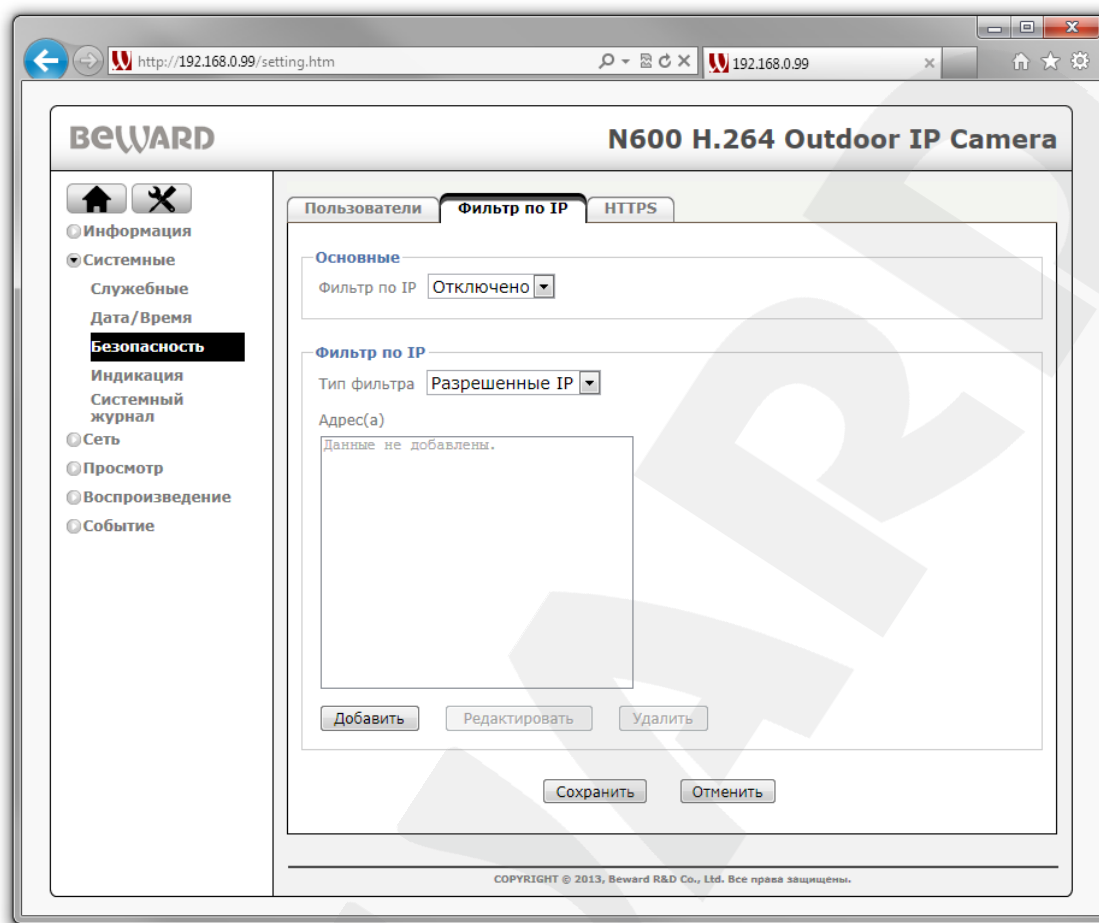 http://192.168.0.99/setting.htm
192.168.0.99
BEWARD
N600 H.264 Outdoor IP Camera
Информация
Системные
Служебные
Дата/Время
Безопасность
Индикация
Системный
журнал
Сеть
Просмотр
Воспроизведение
Событие
Пользователи
Фильтр по IP
HTTPS
Основные
Фильтр по IP Отключено
Фильтр по IP
Тип фильтра Разрешенные IP
Адрес(а)
Данные не добавлены.
Добавить
Редактировать
Удалить
Сохранить
Отменить
COPYRIGHT © 2013, Beward R&D Co., Ltd. Все права защищены.